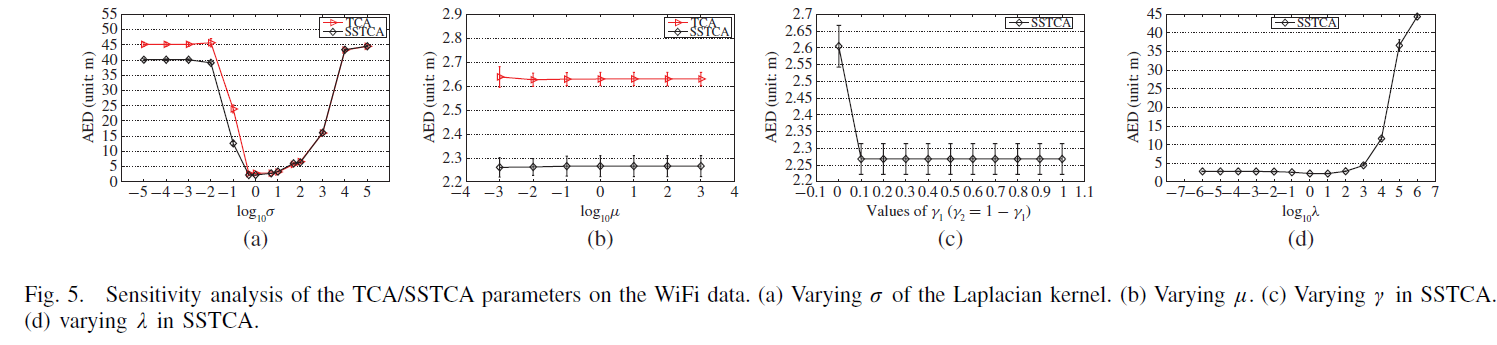 55
50
45
40
35
30
25
20
15
10
5
0
AED (unit: m)
TCA
SSTCA
−5 −4 −3 −2 −1 0 1 2 3 4 5
log10σ
(a)
2.9
2.8
2.7
2.6
2.5
2.4
2.3
2.2
AED (unit: m)
TCA
SSTCA
−4 −3 −2 −1 0 1 2 3 4
log10μ
(b)
2.7
2.65
2.6
2.55
2.5
2.45
2.4
2.35
2.3
2.25
2.2
AED (unit: m)
SSTCA
−0.1 0 0.1 0.2 0.3 0.4 0.5 0.6 0.7 0.8 0.9 1 1.1
Values of γ1 (γ2 = 1 − γ1)
(c)
45
40
35
30
25
20
15
10
5
0
AED (unit: m)
SSTCA
−7−6−5−4−3−2−1 0 1 2 3 4 5 6 7
log10λ
(d)
Fig. 5. Sensitivity analysis of the TCA/SSTCA parameters on the WiFi data. (a) Varying σ of the Laplacian kernel. (b) Varying μ. (c) Varying γ in SSTCA.
(d) varying λ in SSTCA.